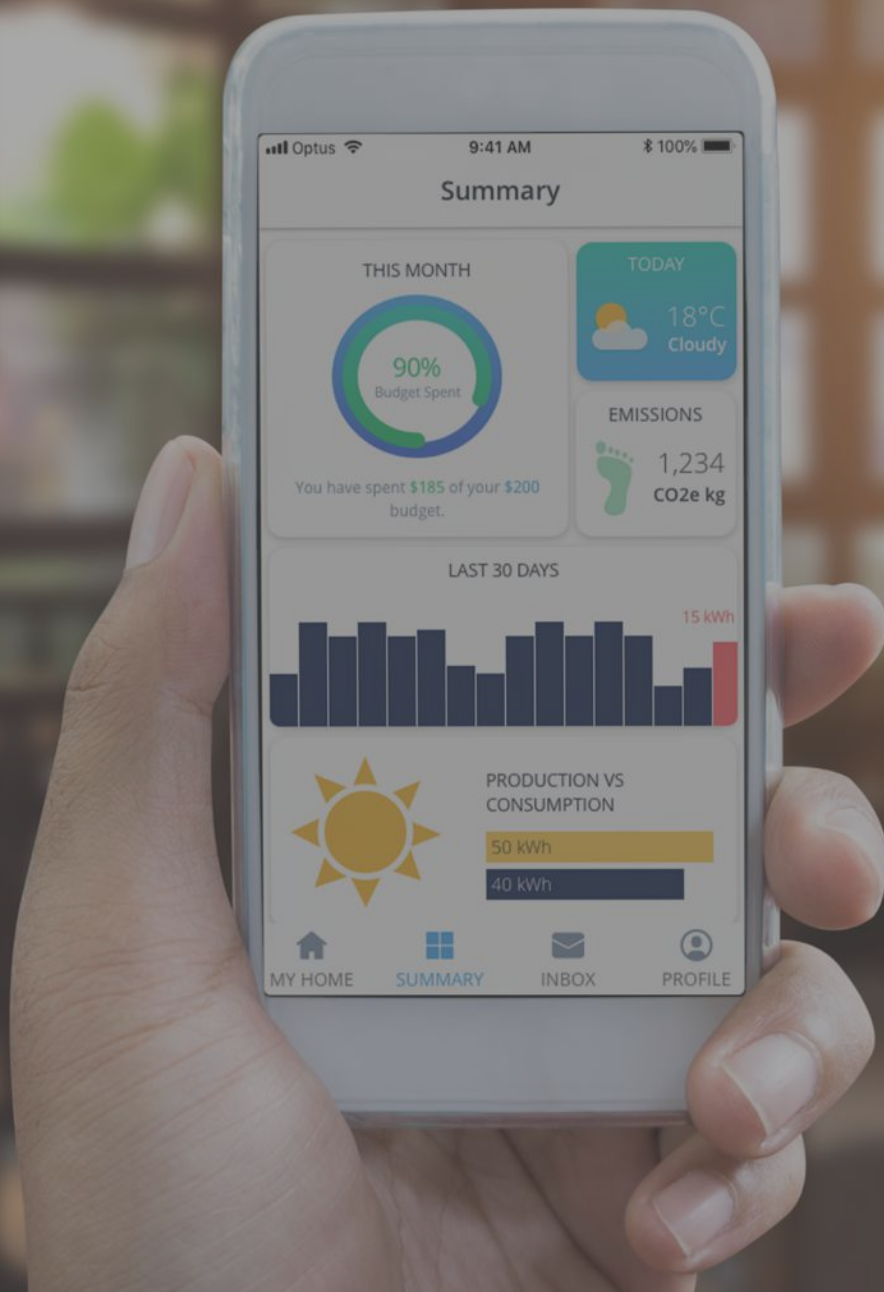 Optus 9:41 AM 100%
Summary
THIS MONTH
90%
Budget Spent
You have spent $185 of your $200
budget.
TODAY
18°C
Cloudy
EMISSIONS
1,234
CO2e kg
LAST 30 DAYS
15 kWh
PRODUCTION VS
CONSUMPTION
50 kWh
40 kWh
MY HOME SUMMARY INBOX PROFILE